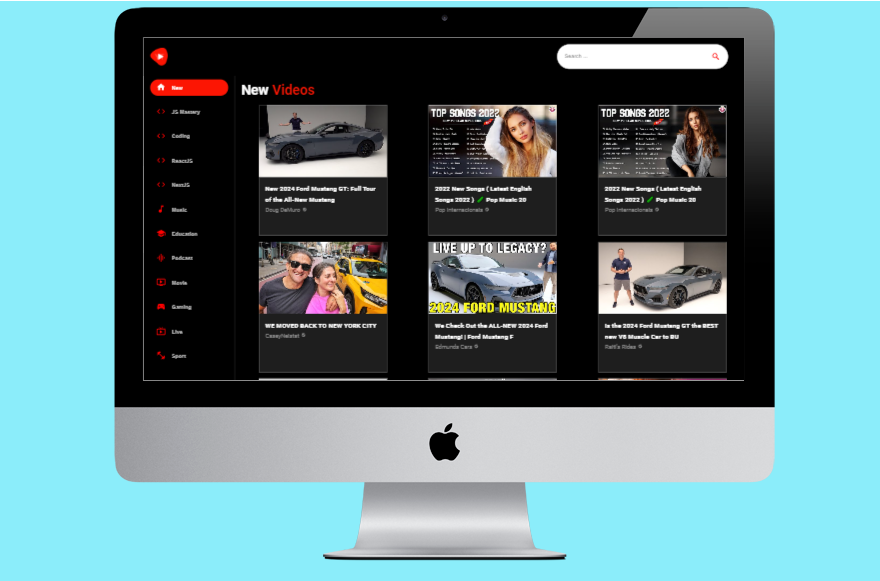 Search ...
New
JS Mastery
Coding
ReactJS
NextJS
Music
Education
Podcast
Movie
Gaming
Live
Sport
New Videos
TOP SONGS 2022
TOP SONGS 2022
New 2024 Ford Mustang GT: Full Tour
of the All-New Mustang
Doug DeMuro
2022 New Songs ( Latest English
Songs 2022 ) Pop Music 20
Pop Internacionale
2022 New Songs ( Latest English
Songs 2022 ) Pop Music 20
Pop Internacionale
LIVE UP TO LEGACY?
2024 FORD MUSTANG
WE MOVED BACK TO NEW YORK CITY
CaseyNeistat
We Check Out the ALL-NEW 2024 Ford
Mustang! | Ford Mustang F
Edmunds Cars
Is the 2024 Ford Mustang GT the BEST
new V8 Muscle Car to BU
Raiti's Rides